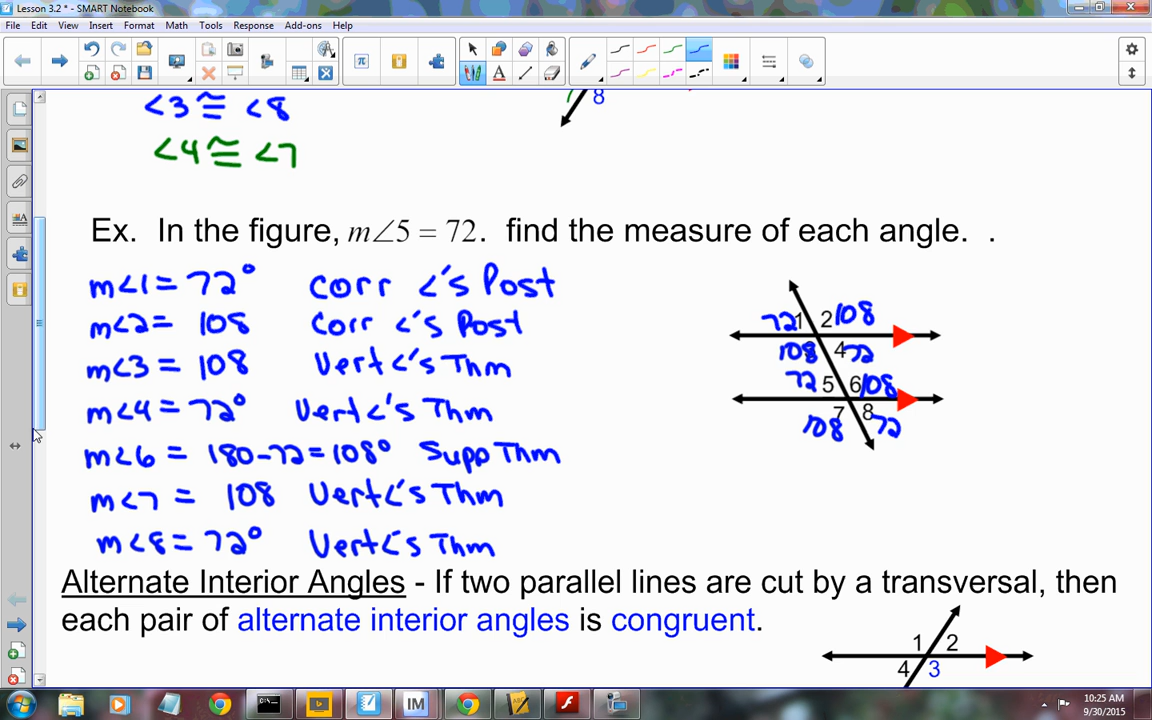 Lesson 3.2 * - SMART Notebook
File Edit View Insert Format Math Tools Response Add-ons Help
<3 ≅ <8
<4 ≅ <7
7 8
Ex. In the figure, m∠5 = 72. find the measure of each angle. .
m<1 = 72° Corr <'s Post
m<2 = 108 Corr <'s Post
m<3 = 108 Vert <'s Thm
m<4 = 72° Vert <'s Thm
m<6 = 180-72 = 108° Supp Thm
m<7 = 108 Vert <'s Thm
m<8 = 72° Vert <'s Thm
72 1 2 108
108 4 72
72 5 6 108
108 7 8 72
Alternate Interior Angles - If two parallel lines are cut by a transversal, then
each pair of alternate interior angles is congruent.
1 2
4 3
IM
10:25 AM
9/30/2015